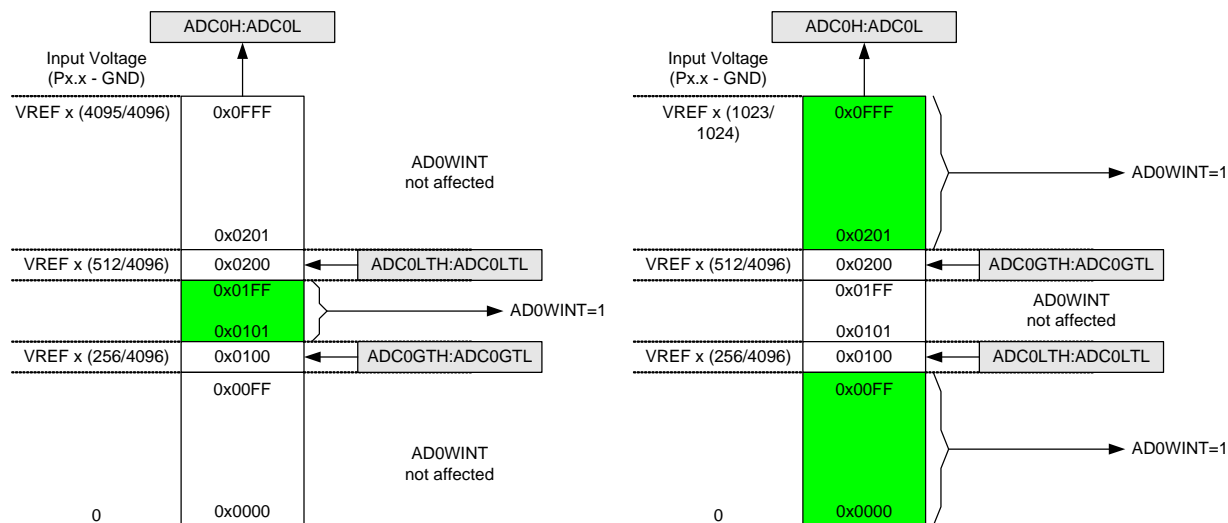 ADC0H:ADC0L
Input Voltage
(Px.x - GND)
VREF x (4095/4096)
0x0FFF
AD0WINT
not affected
0x0201
VREF x (512/4096)
0x0200
ADC0LTH:ADC0LTL
0x01FF
AD0WINT=1
0x0101
VREF x (256/4096)
0x0100
ADC0GTH:ADC0GTL
0x00FF
AD0WINT
not affected
0
0x0000
ADC0H:ADC0L
Input Voltage
(Px.x - GND)
VREF x (1023/
1024)
0x0FFF
AD0WINT=1
0x0201
VREF x (512/4096)
0x0200
ADC0GTH:ADC0GTL
0x01FF
AD0WINT
not affected
0x0101
VREF x (256/4096)
0x0100
ADC0LTH:ADC0LTL
0x00FF
AD0WINT=1
0
0x0000